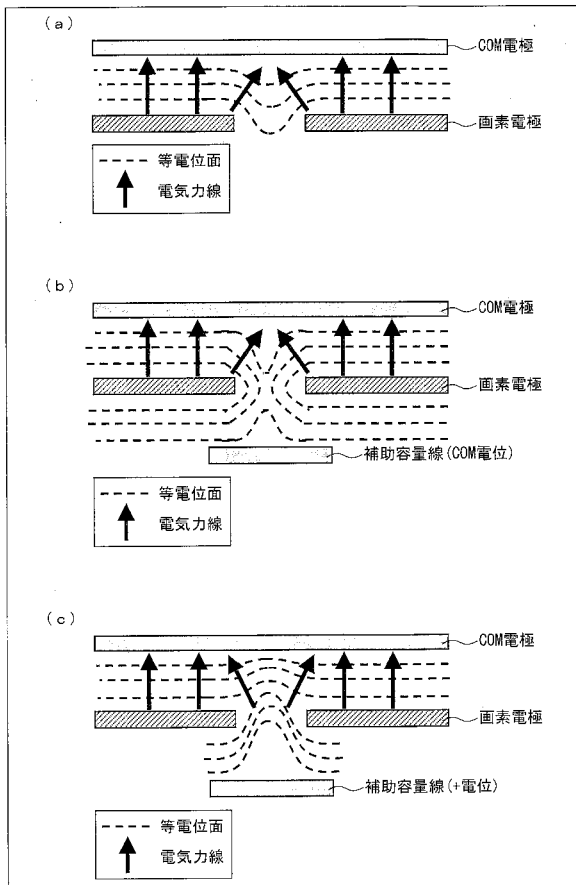 (a)
COM電極
画素電極
等電位面
電気力線
(b)
COM電極
画素電極
補助容量線(COM電位)
等電位面
電気力線
(c)
COM電極
画素電極
補助容量線(+電位)
等電位面
電気力線